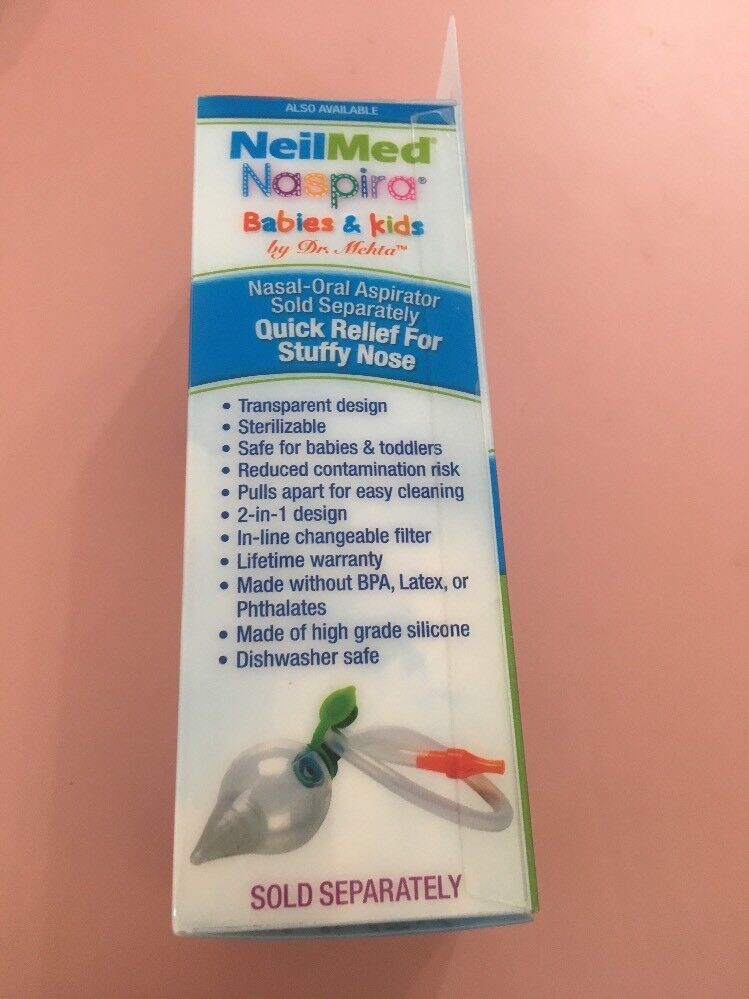 ALSO AVAILABLE
NeilMed®
Naspira®
Babies & Kids
by Dr. Mehta™
Nasal-Oral Aspirator
Sold Separately
Quick Relief For
Stuffy Nose
• Transparent design
• Sterilizable
• Safe for babies & toddlers
• Reduced contamination risk
• Pulls apart for easy cleaning
• 2-in-1 design
• In-line changeable filter
• Lifetime warranty
• Made without BPA, Latex, or
Phthalates
• Made of high grade silicone
• Dishwasher safe
SOLD SEPARATELY